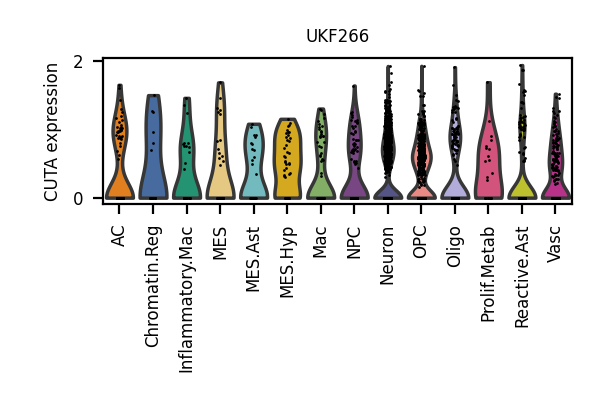 UKF266
CUTA expression
2
0
AC
Chromatin.Reg
Inflammatory.Mac
MES
MES.Ast
MES.Hyp
Mac
NPC
Neuron
OPC
Oligo
Prolif.Metab
Reactive.Ast
Vasc